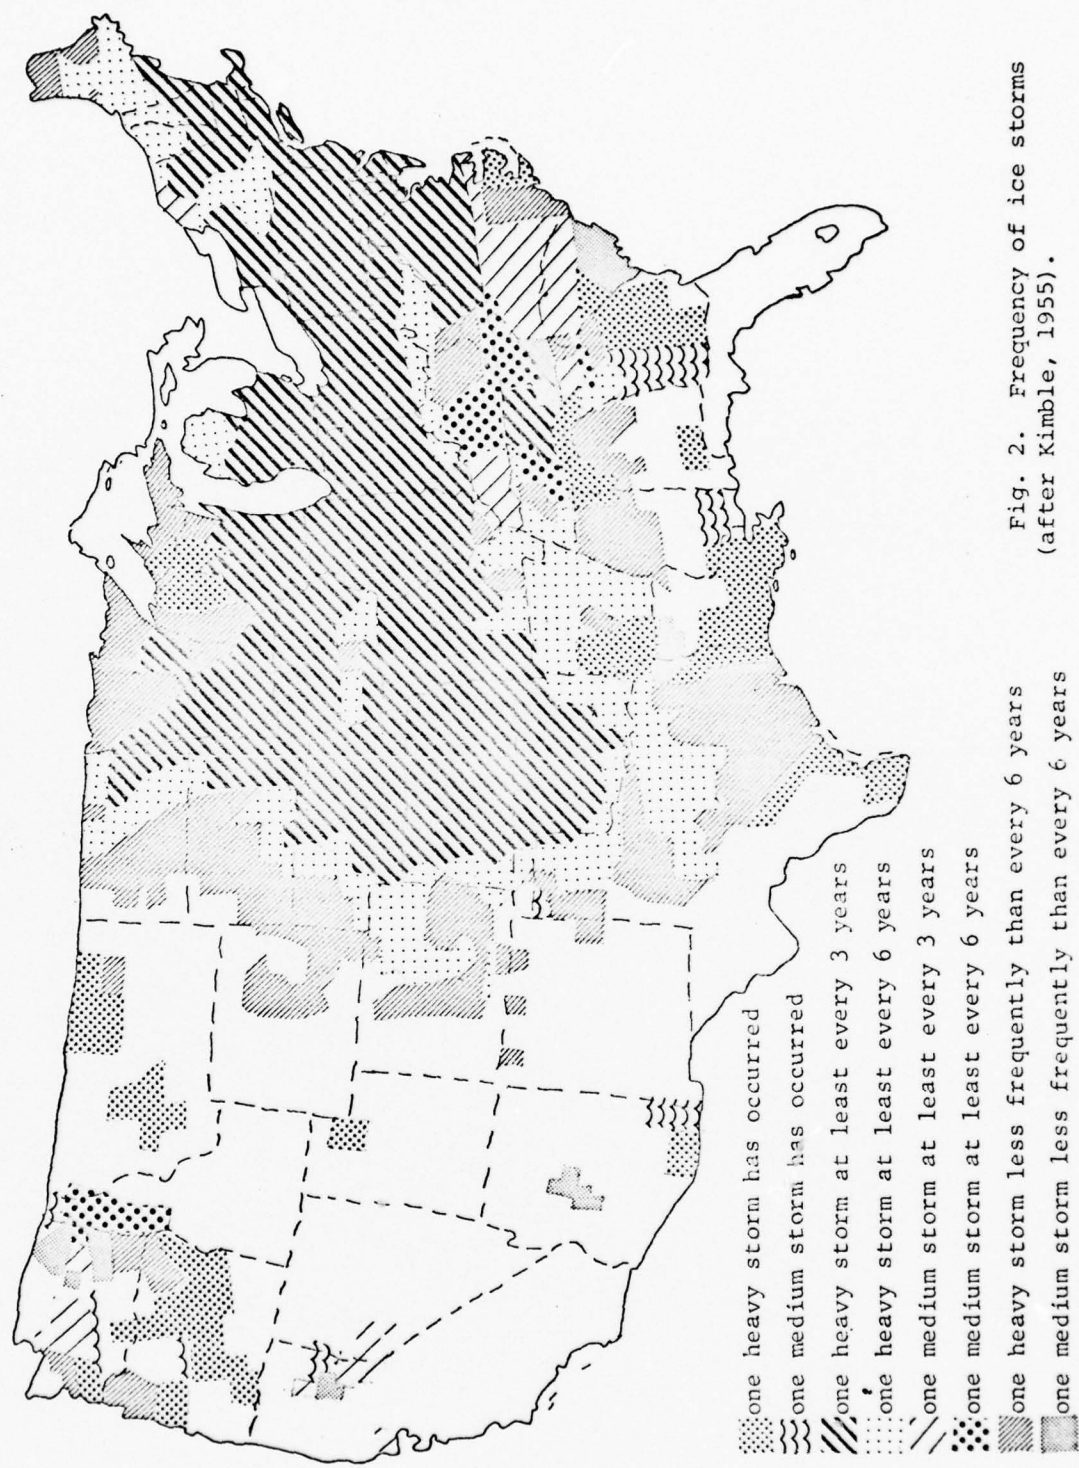 one heavy storm has occurred
one medium storm has occurred
one heavy storm at least every 3 years
one heavy storm at least every 6 years
one medium storm at least every 3 years
one medium storm at least every 6 years
one heavy storm less frequently than every 6 years
one medium storm less frequently than every 6 years
Fig. 2. Frequency of ice storms
(after Kimble, 1955).